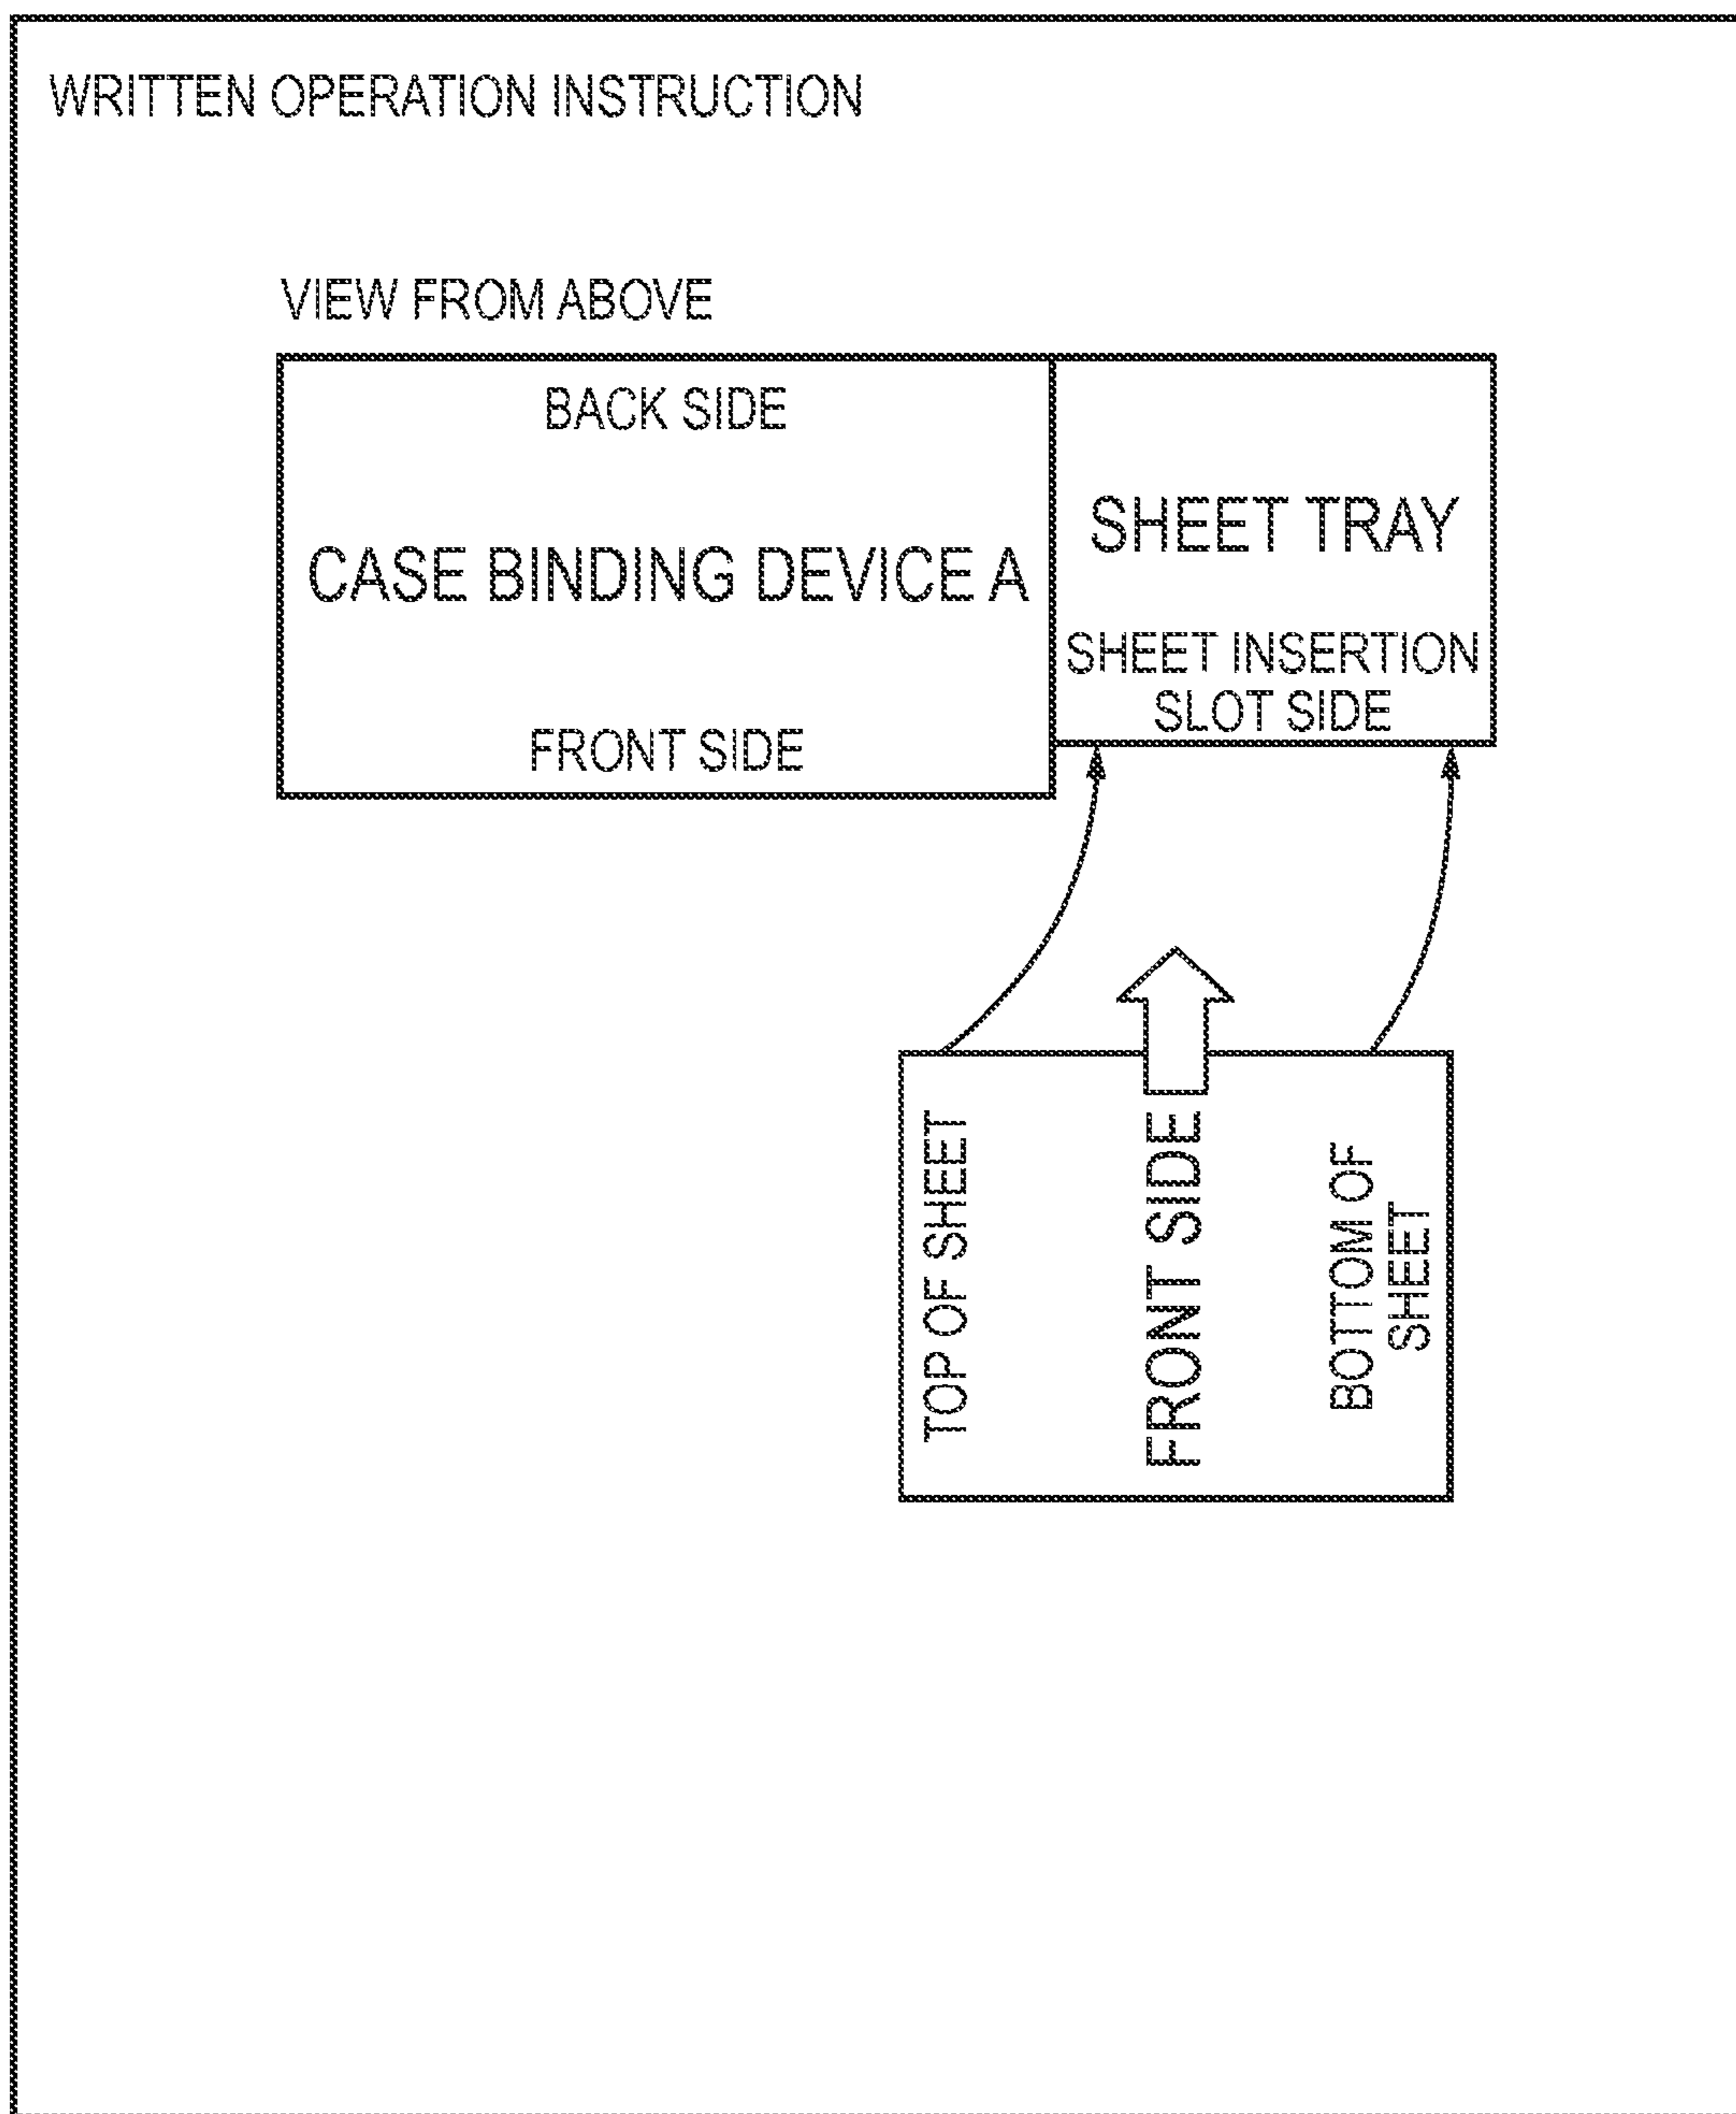 WRITTEN OPERATION INSTRUCTION
VIEW FROM ABOVE
BACK SIDE
CASE BINDING DEVICE A
FRONT SIDE
SHEET TRAY
SHEET INSERTION
SLOT SIDE
TOP OF SHEET
FRONT SIDE
BOTTOM OF
SHEET